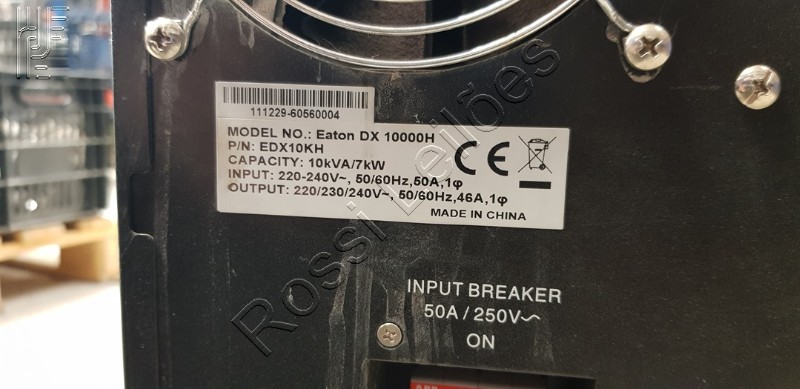 111229-60560004
MODEL NO.: Eaton DX 10000H
P/N: EDX10KH
CAPACITY: 10kVA/7kW
INPUT: 220-240V~, 50/60Hz,50A,1φ
OUTPUT: 220/230/240V~, 50/60Hz,46A,1φ
CE
MADE IN CHINA
Rossi Leilões
INPUT BREAKER
50A / 250V~
ON